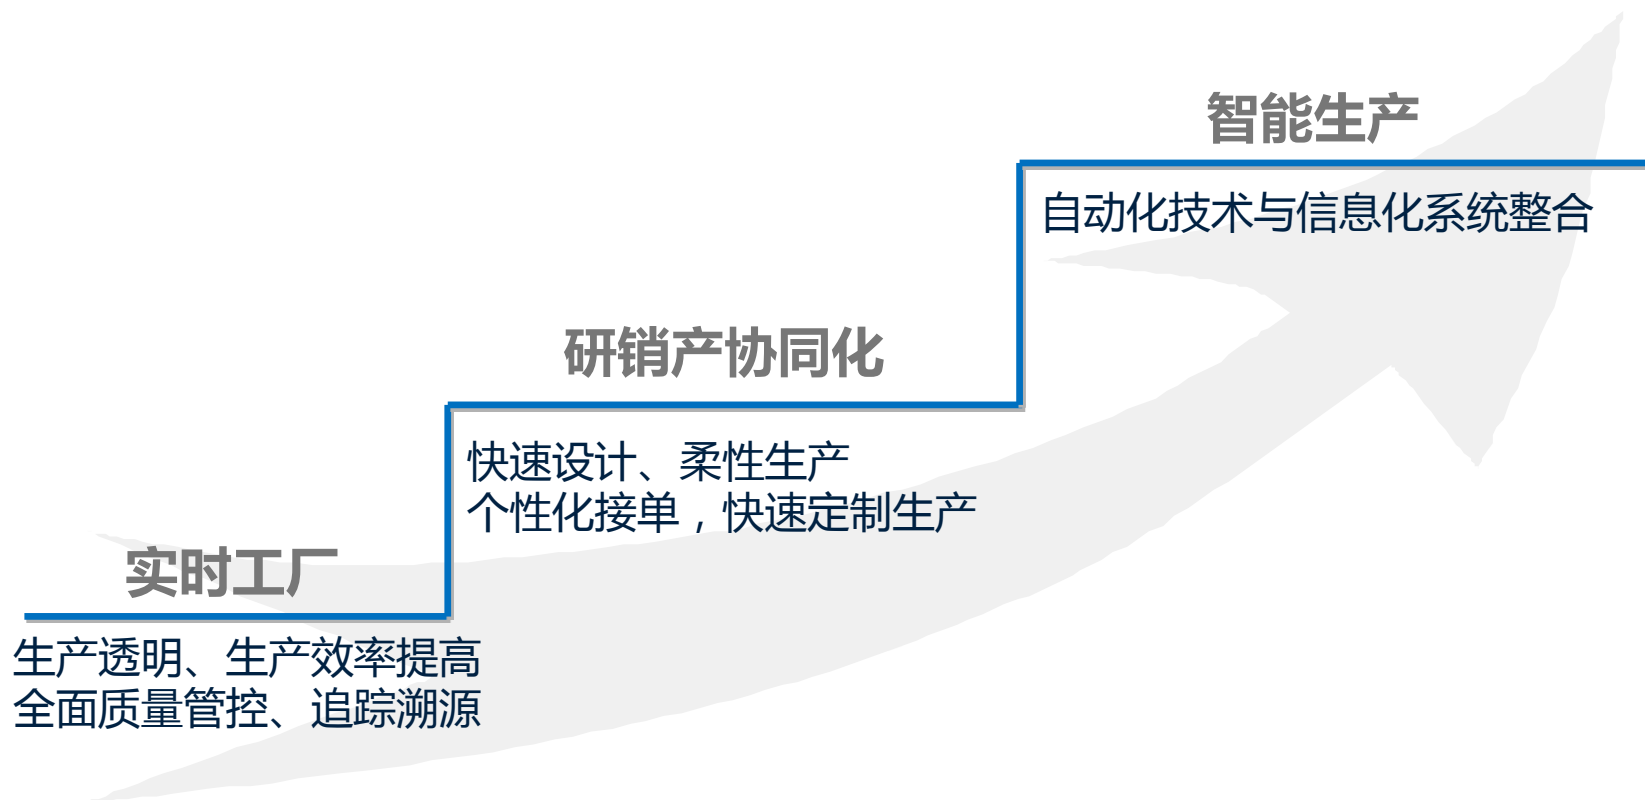 智能生产
自动化技术与信息化系统整合
研销产协同化
快速设计、柔性生产
个性化接单，快速定制生产
实时工厂
生产透明、生产效率提高
全面质量管控、追踪溯源